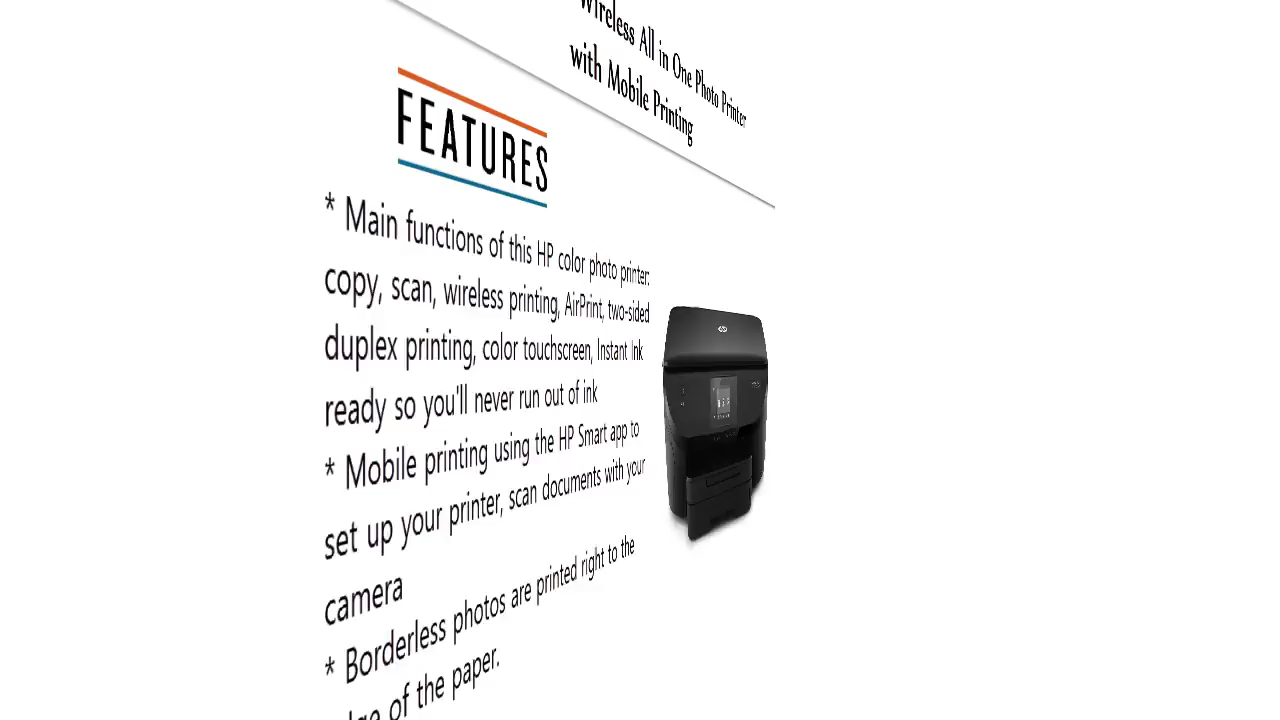 Wireless All in One Photo Printer
with Mobile Printing
FEATURES
* Main functions of this HP color photo printer:
copy, scan, wireless printing, AirPrint, two-sided
duplex printing, color touchscreen, Instant Ink
ready so you'll never run out of ink
* Mobile printing using the HP Smart app to
set up your printer, scan documents with your
camera
* Borderless photos are printed right to the
edge of the paper.